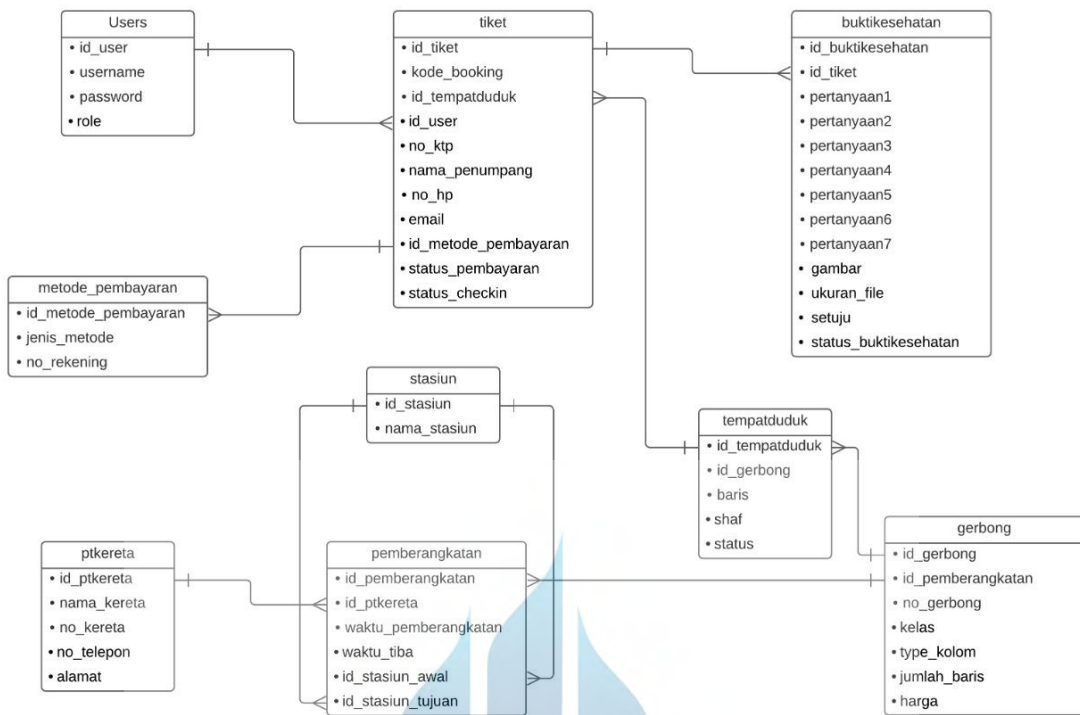 Users
• id_user
• username
• password
• role
tiket
• id_tiket
• kode_booking
• id_tempatduduk
• id_user
• no_ktp
• nama_penumpang
• no_hp
• email
• id_metode_pembayaran
• status_pembayaran
• status_checkin
buktikesehatan
• id_buktikesehatan
• id_tiket
• pertanyaan1
• pertanyaan2
• pertanyaan3
• pertanyaan4
• pertanyaan5
• pertanyaan6
• pertanyaan7
• gambar
• ukuran_file
• setuju
• status_buktikesehatan
metode_pembayaran
• id_metode_pembayaran
• jenis_metode
• no_rekening
stasiun
• id_stasiun
• nama_stasiun
tempatduduk
• id_tempatduduk
• id_gerbong
• baris
• shaf
• status
ptkereta
• id_ptkereta
• nama_kereta
• no_kereta
• no_telepon
• alamat
pemberangkatan
• id_pemberangkatan
• id_ptkereta
• waktu_pemberangkatan
• waktu_tiba
• id_stasiun_awal
• id_stasiun_tujuan
gerbong
• id_gerbong
• id_pemberangkatan
• no_gerbong
• kelas
• type_kolom
• jumlah_baris
• harga